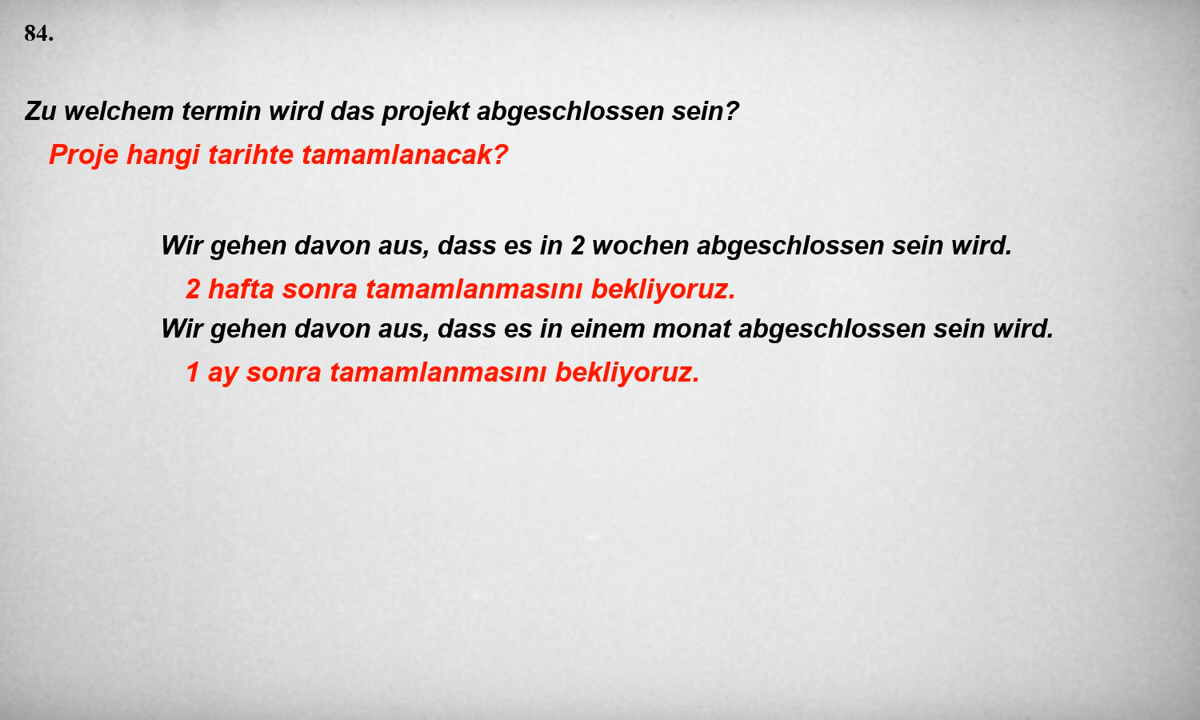 84.
Zu welchem termin wird das projekt abgeschlossen sein?
Proje hangi tarihte tamamlanacak?
Wir gehen davon aus, dass es in 2 wochen abgeschlossen sein wird.
2 hafta sonra tamamlanmasını bekliyoruz.
Wir gehen davon aus, dass es in einem monat abgeschlossen sein wird.
1 ay sonra tamamlanmasını bekliyoruz.